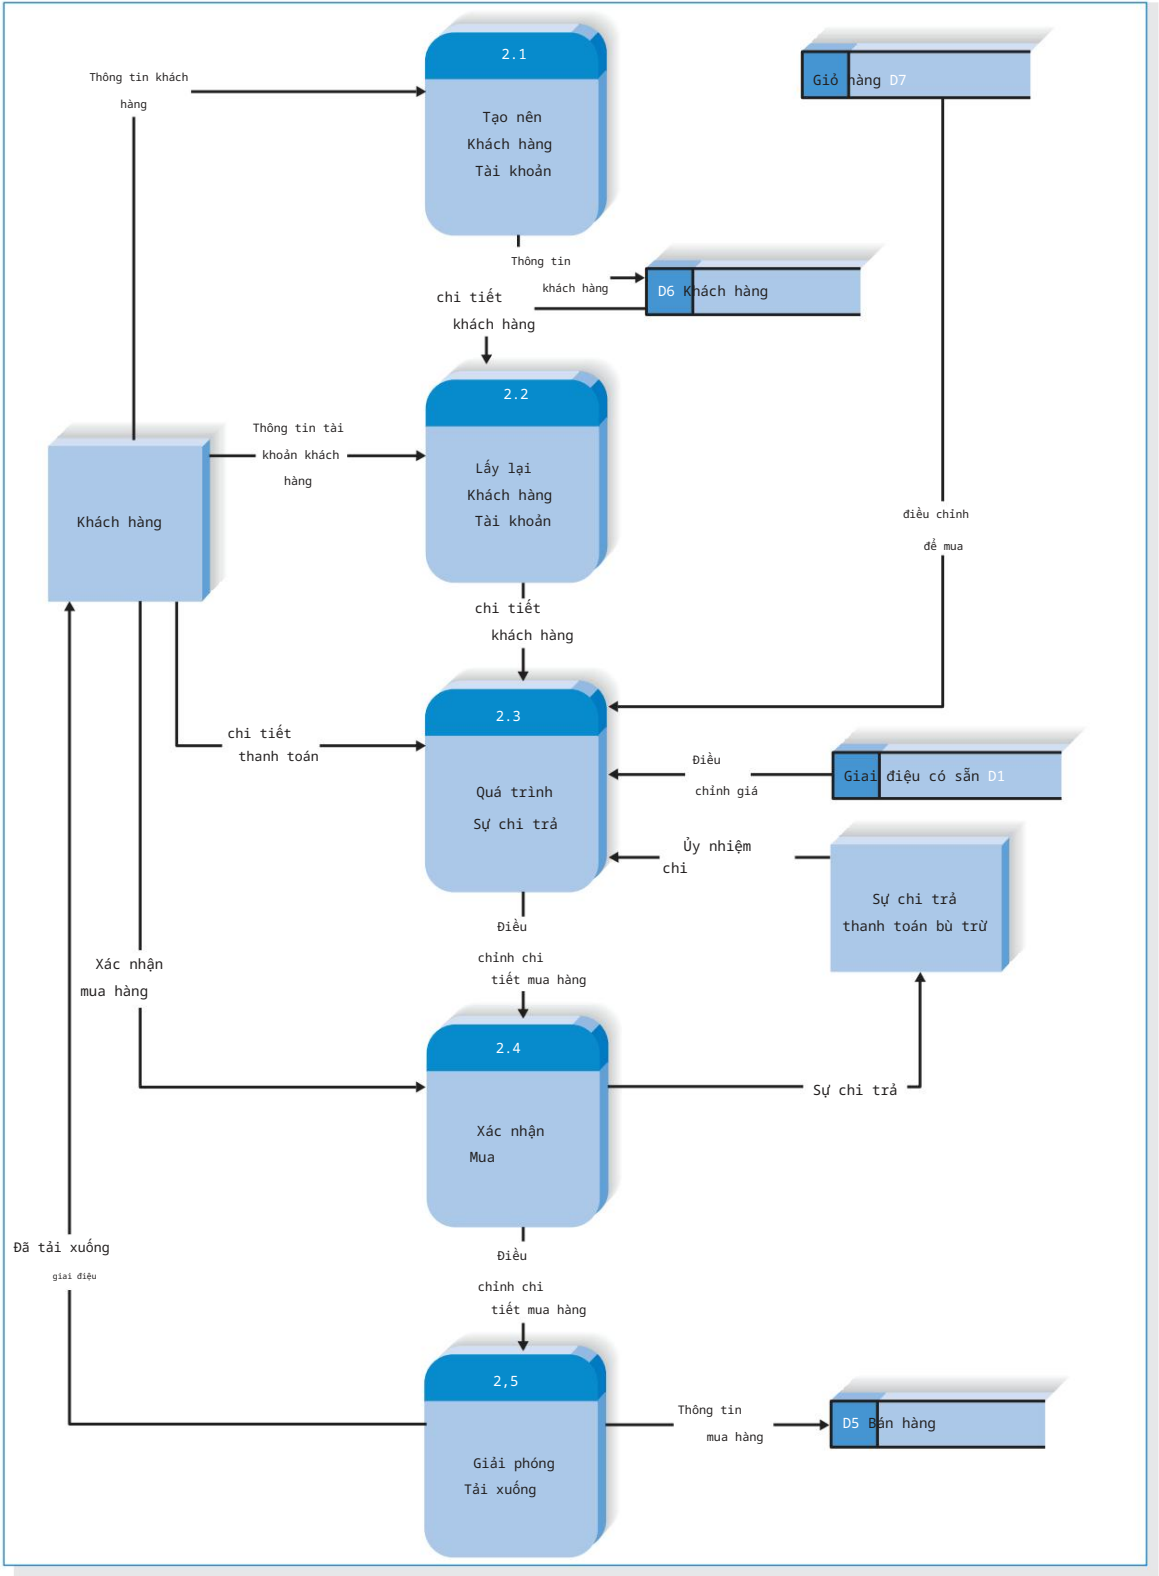 2.1
Giỏ hàng D7
Thông tin khách
hàng
Tạo nên
Khách hàng
Tài khoản
Thông tin
khách hàng
D6 Khách hàng
chi tiết
khách hàng
2.2
Thông tin tài
khoản khách
hàng
Lấy lại
Khách hàng
Tài khoản
Khách hàng
điều chỉnh
để mua
chi tiết
khách hàng
2.3
chi tiết
thanh toán
Điều
chỉnh giá
Giai điệu có sẵn D1
Quá trình
Sự chi trả
Ủy nhiệm
chi
Sự chi trả
thanh toán bù trừ
Điều
chỉnh chi
tiết mua hàng
Xác nhận
mua hàng
2.4
Sự chi trả
Xác nhận
Mua
Đã tải xuống
giai điệu
Điều
chỉnh chi
tiết mua hàng
2,5
Thông tin
mua hàng
D5 Bán hàng
Giải phóng
Tải xuống